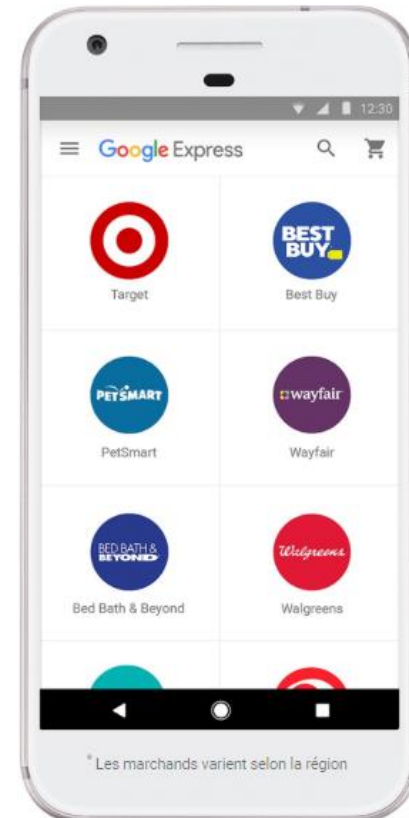 12:30
Google Express
BEST
BUY
Target
Best Buy
PETSMART
wayfair
PetSmart
Wayfair
BED BATH &
BEYOND
Walgreens
Bed Bath & Beyond
Walgreens
* Les marchands varient selon la région